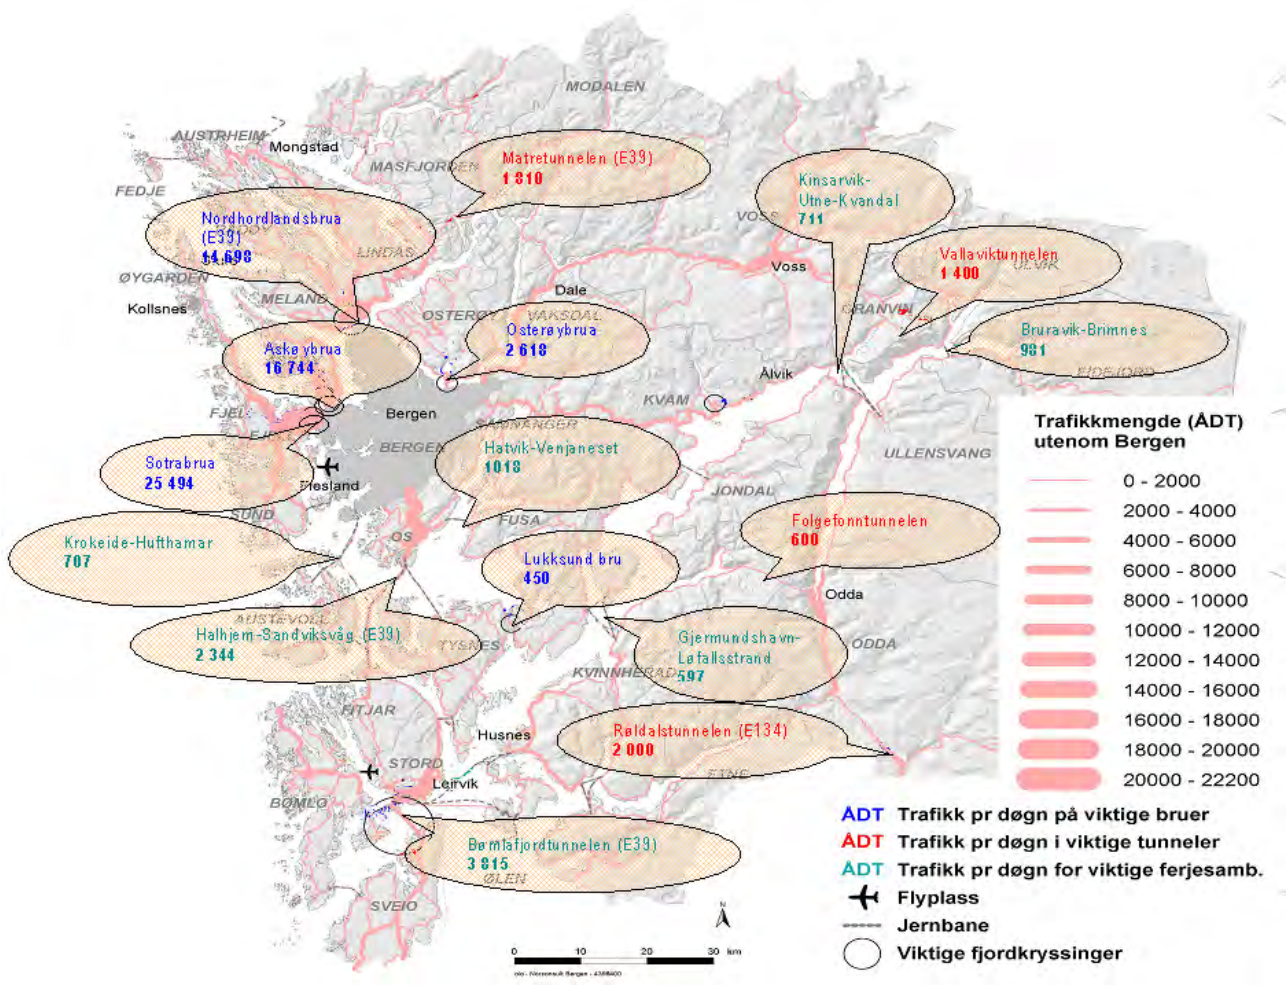 MODALEN
AUSTRHEIM
Mongstad
MASFJORDEN
FEDJE
Matretunnelen (E39)
1 810
Kinsarvik-
Utne-Kvandal
711
Nordhordlandsbrua
(E39)
14 698
RADØY
LINDAS
VOSS
Voss
Vallaviktunnelen
1 400
ULVIK
ØYGARDEN
Kollsnes
MELAND
Dale
OSTERØY
VAKSDAL
Osterøybrua
2 618
GRANVIN
Bruravik-Brimnes
981
EIDFJORD
Askøybrua
16 744
Ålvik
KVAM
Bergen
BERGEN
SAMNANGER
FJELL
Hatvik-Venjaneset
1018
Sotrabrua
25 494
Flesland
ULLENSVANG
JONDAL
SUND
FUSA
OS
Krokeide-Hufthamar
707
Folgefonntunnelen
600
Lukksund bru
450
Odda
ODDA
AUSTEVOLL
Halhjem-Sandviksvåg (E39)
2 344
TYSNES
Gjermundshavn-
Løfallsstrand
597
KVINNHERAD
FITJAR
Husnes
Røldalstunnelen (E134)
2 000
ETNE
STORD
Leirvik
BØMLO
Bømlafjordtunnelen (E39)
3 815
ØLEN
SVEIO
Trafikkmengde (ÅDT)
utenom Bergen
0 - 2000
2000 - 4000
4000 - 6000
6000 - 8000
8000 - 10000
10000 - 12000
12000 - 14000
14000 - 16000
16000 - 18000
18000 - 20000
20000 - 22200
ÅDT Trafikk pr døgn på viktige bruer
ÅDT Trafikk pr døgn i viktige tunneler
ÅDT Trafikk pr døgn for viktige ferjesamb.
Flyplass
Jernbane
Viktige fjordkryssinger
N
0 10 20 30 km